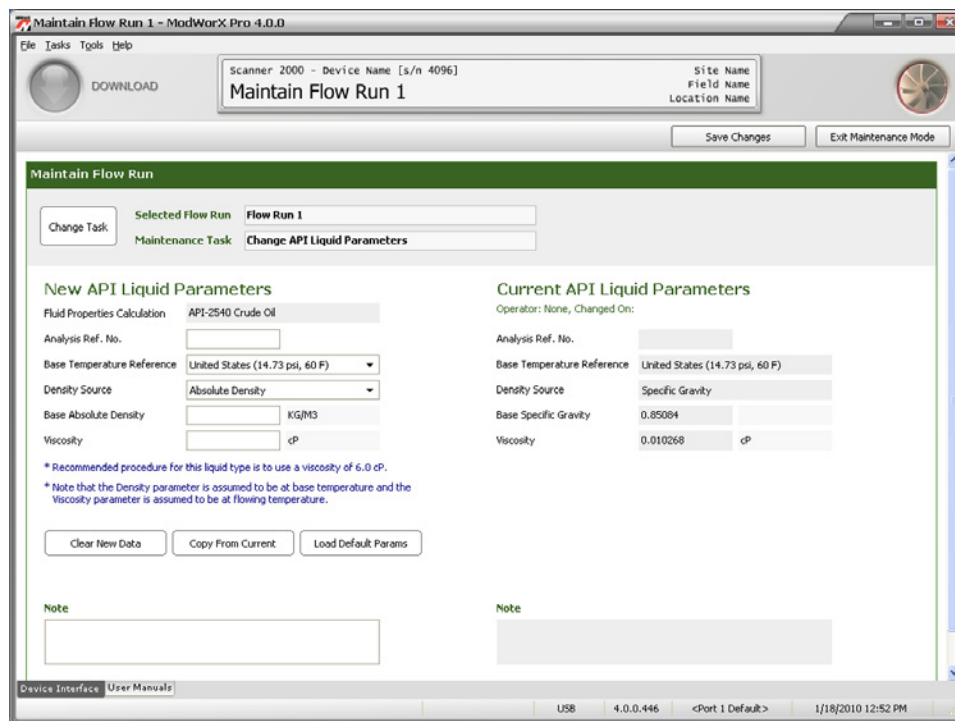 Maintain Flow Run 1 - ModWorX Pro 4.0.0
File Tasks Tools Help
DOWNLOAD
Scanner 2000 - Device Name [s/n 4096]
Maintain Flow Run 1
Site Name
Field Name
Location Name
Save Changes
Exit Maintenance Mode
Maintain Flow Run
Change Task
Selected Flow Run Flow Run 1
Maintenance Task Change API Liquid Parameters
New API Liquid Parameters
Fluid Properties Calculation API-2540 Crude Oil
Analysis Ref. No.
Base Temperature Reference United States (14.73 psi, 60 F)
Density Source Absolute Density
Base Absolute Density KG/M3
Viscosity cP
* Recommended procedure for this liquid type is to use a viscosity of 6.0 cP.
* Note that the Density parameter is assumed to be at base temperature and the
Viscosity parameter is assumed to be at flowing temperature.
Clear New Data
Copy From Current
Load Default Params
Note
Current API Liquid Parameters
Operator: None, Changed On:
Analysis Ref. No.
Base Temperature Reference United States (14.73 psi, 60 F)
Density Source Specific Gravity
Base Specific Gravity 0.85084
Viscosity 0.010268 cP
Note
Device Interface User Manuals
USB 4.0.0.446 <Port 1 Default> 1/18/2010 12:52 PM